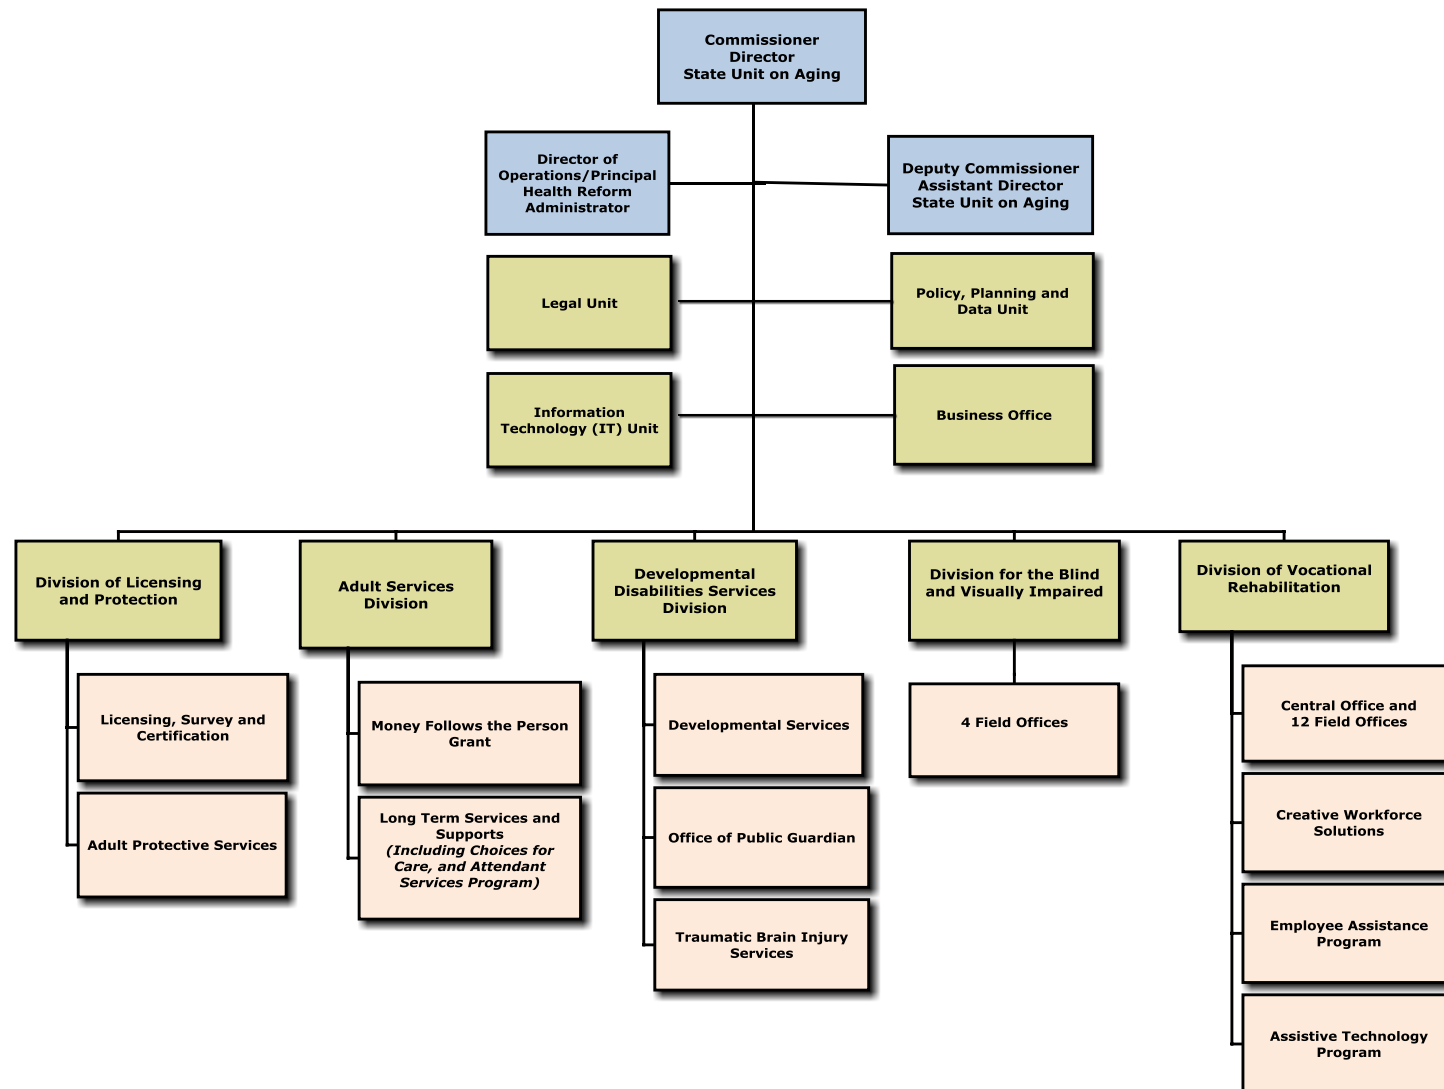 Commissioner
Director
State Unit on Aging
Director of
Operations/Principal
Health Reform
Administrator
Deputy Commissioner
Assistant Director
State Unit on Aging
Legal Unit
Policy, Planning and
Data Unit
Information
Technology (IT) Unit
Business Office
Division of Licensing
and Protection
Adult Services
Division
Developmental
Disabilities Services
Division
Division for the Blind
and Visually Impaired
Division of Vocational
Rehabilitation
Licensing, Survey and
Certification
Adult Protective Services
Money Follows the Person
Grant
Long Term Services and
Supports
(Including Choices for
Care, and Attendant
Services Program)
Developmental Services
Office of Public Guardian
Traumatic Brain Injury
Services
4 Field Offices
Central Office and
12 Field Offices
Creative Workforce
Solutions
Employee Assistance
Program
Assistive Technology
Program